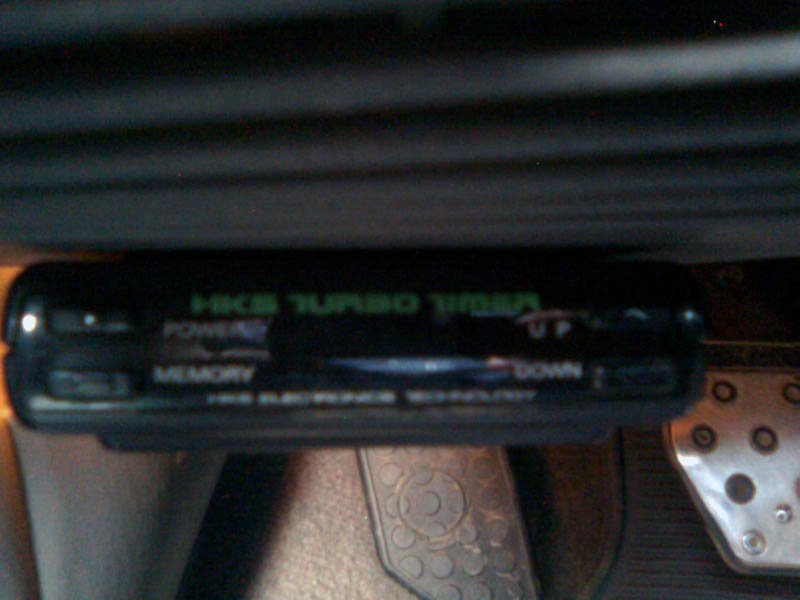 HKS TURBO TIMER
POWER UP
MEMORY DOWN
HKS ELECTRONICS TECHNOLOGY